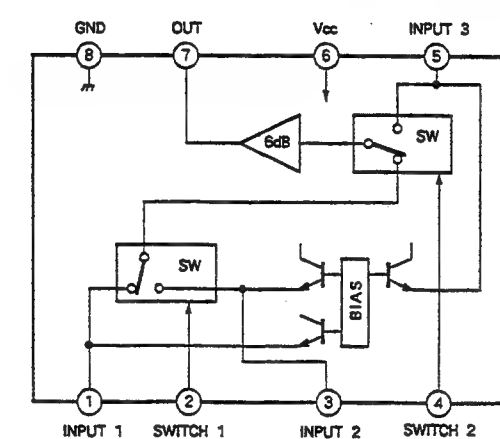 GND OUT Vcc INPUT 3
8 7 6 5
6dB SW
SW
BIAS
1 2 3 4
INPUT 1 SWITCH 1 INPUT 2 SWITCH 2